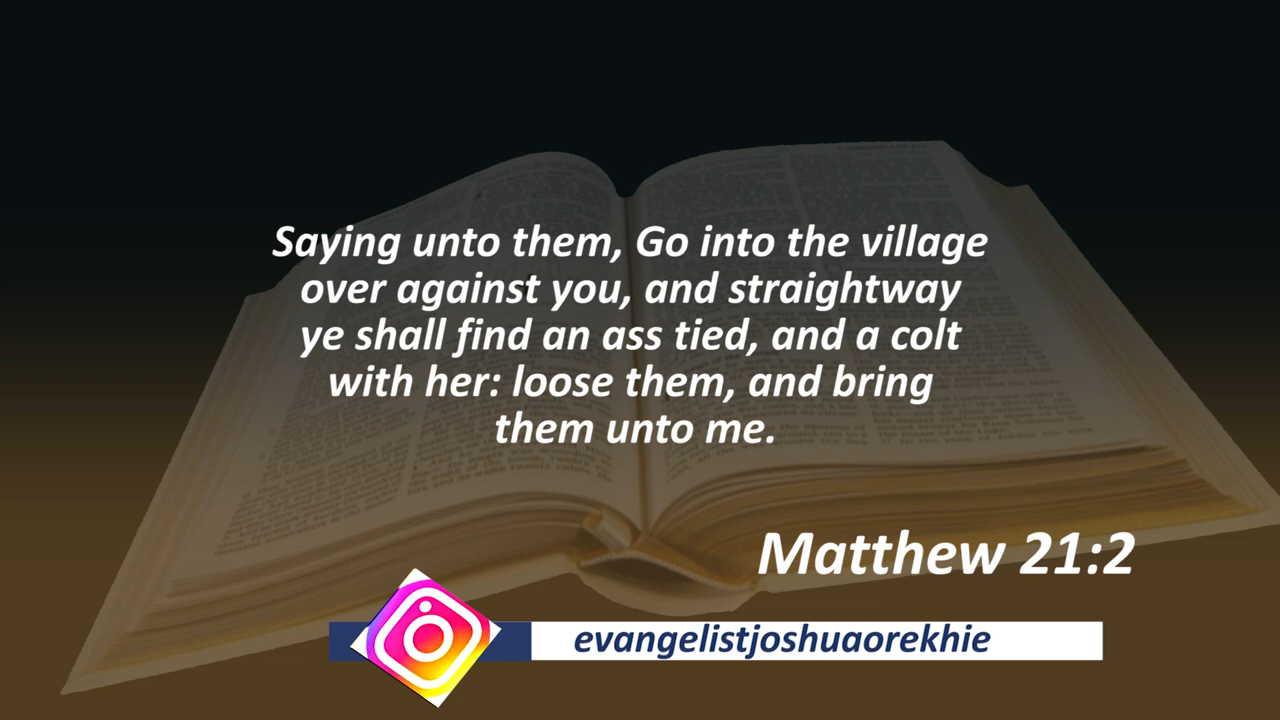 Saying unto them, Go into the village
over against you, and straightway
ye shall find an ass tied, and a colt
with her: loose them, and bring
them unto me.
Matthew 21:2
evangelistjoshuaorekhie